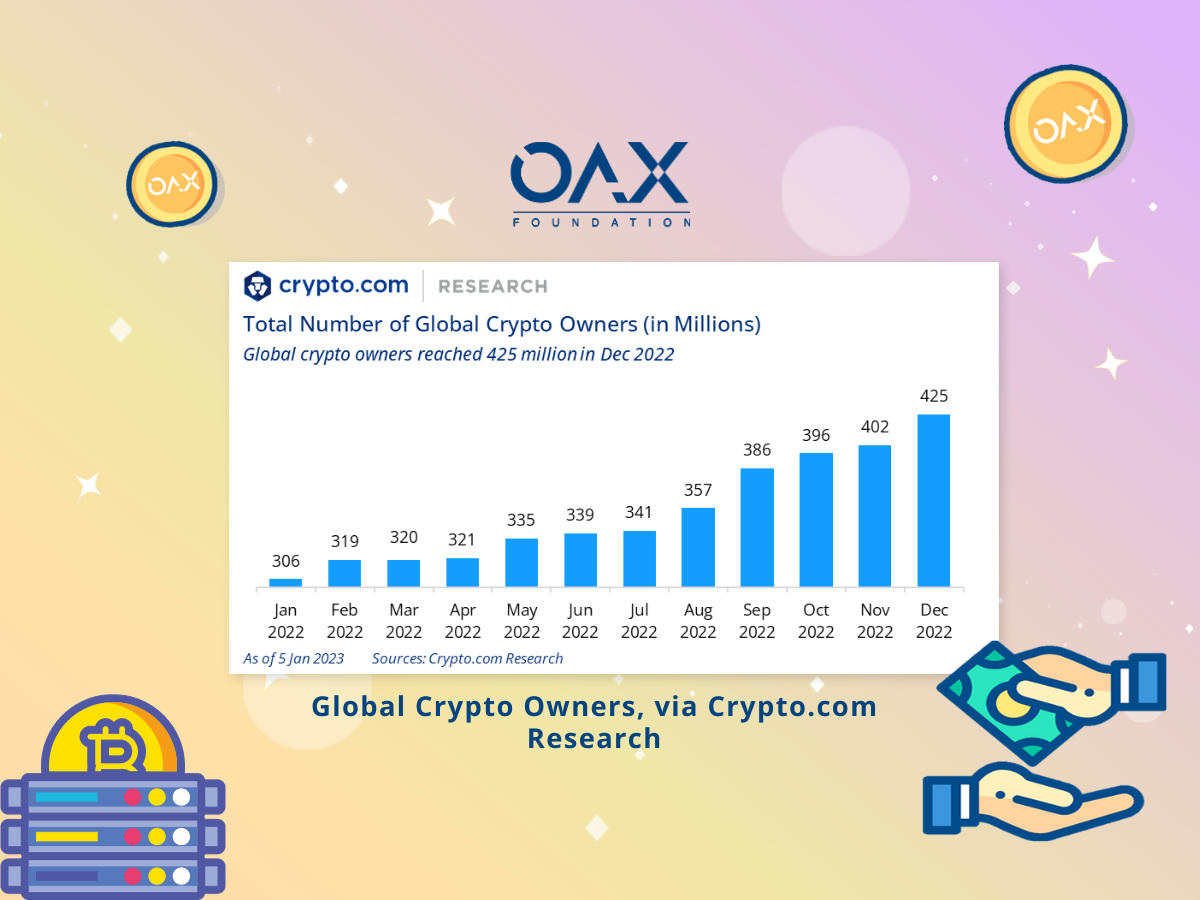 OAX
OAX
OAX
FOUNDATION
crypto.com RESEARCH
Total Number of Global Crypto Owners (in Millions)
Global crypto owners reached 425 million in Dec 2022
306 319 320 321 335 339 341 357 386 396 402 425
Jan Feb Mar Apr May Jun Jul Aug Sep Oct Nov Dec
2022 2022 2022 2022 2022 2022 2022 2022 2022 2022 2022 2022
As of 5 Jan 2023 Sources: Crypto.com Research
Global Crypto Owners, via Crypto.com
Research